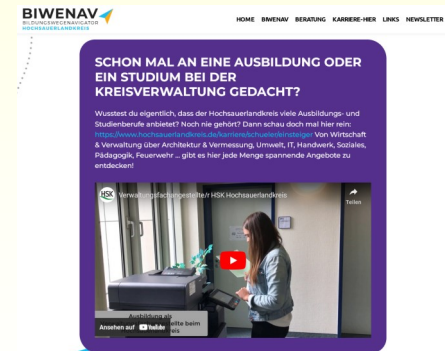 BIWENAV
BILDUNGSWEGENAVIGATOR
HOCHSAUERLANDKREIS
HOME BIWENAV BERATUNG KARRIERE-HIER LINKS NEWSLETTER
SCHON MAL AN EINE AUSBILDUNG ODER
EIN STUDIUM BEI DER
KREISVERWALTUNG GEDACHT?
Wusstest du eigentlich, dass der Hochsauerlandkreis viele Ausbildungs- und
Studienberufe anbietet? Noch nie gehört? Dann schau doch mal hier rein:
https://www.hochsauerlandkreis.de/karriere/schueler/einsteiger Von Wirtschaft
& Verwaltung über Architektur & Vermessung, Umwelt, IT, Handwerk, Soziales,
Pädagogik, Feuerwehr ... gibt es hier jede Menge spannende Angebote zu
entdecken!
HSK
Verwaltungsfachangestellte/r HSK Hochsauerlandkreis
Teilen
Ausbildung als
Ansehen auf YouTube